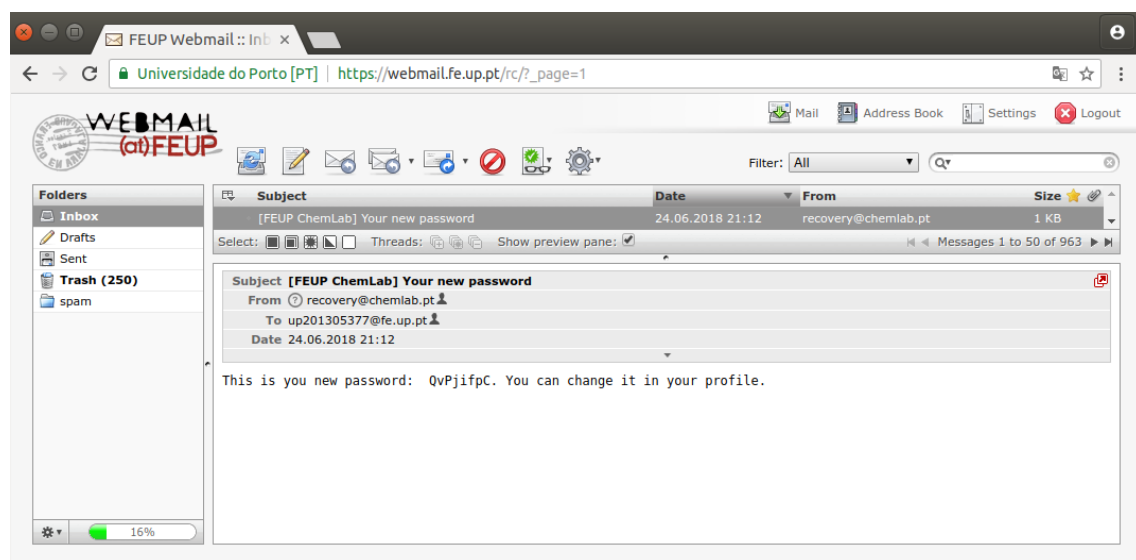 FEUP Webmail :: Inb
Universidade do Porto [PT] | https://webmail.fe.up.pt/rc/?_page=1
Mail Address Book Settings Logout
WEBMAIL
(at)FEUP
Filter: All
Folders
Inbox
Drafts
Sent
Trash (250)
spam
16%
Subject Date From Size
[FEUP ChemLab] Your new password 24.06.2018 21:12 recovery@chemlab.pt 1 KB
Select: Threads: Show preview pane: Messages 1 to 50 of 963
Subject [FEUP ChemLab] Your new password
From recovery@chemlab.pt
To up201305377@fe.up.pt
Date 24.06.2018 21:12
This is you new password: QvPjifpC. You can change it in your profile.